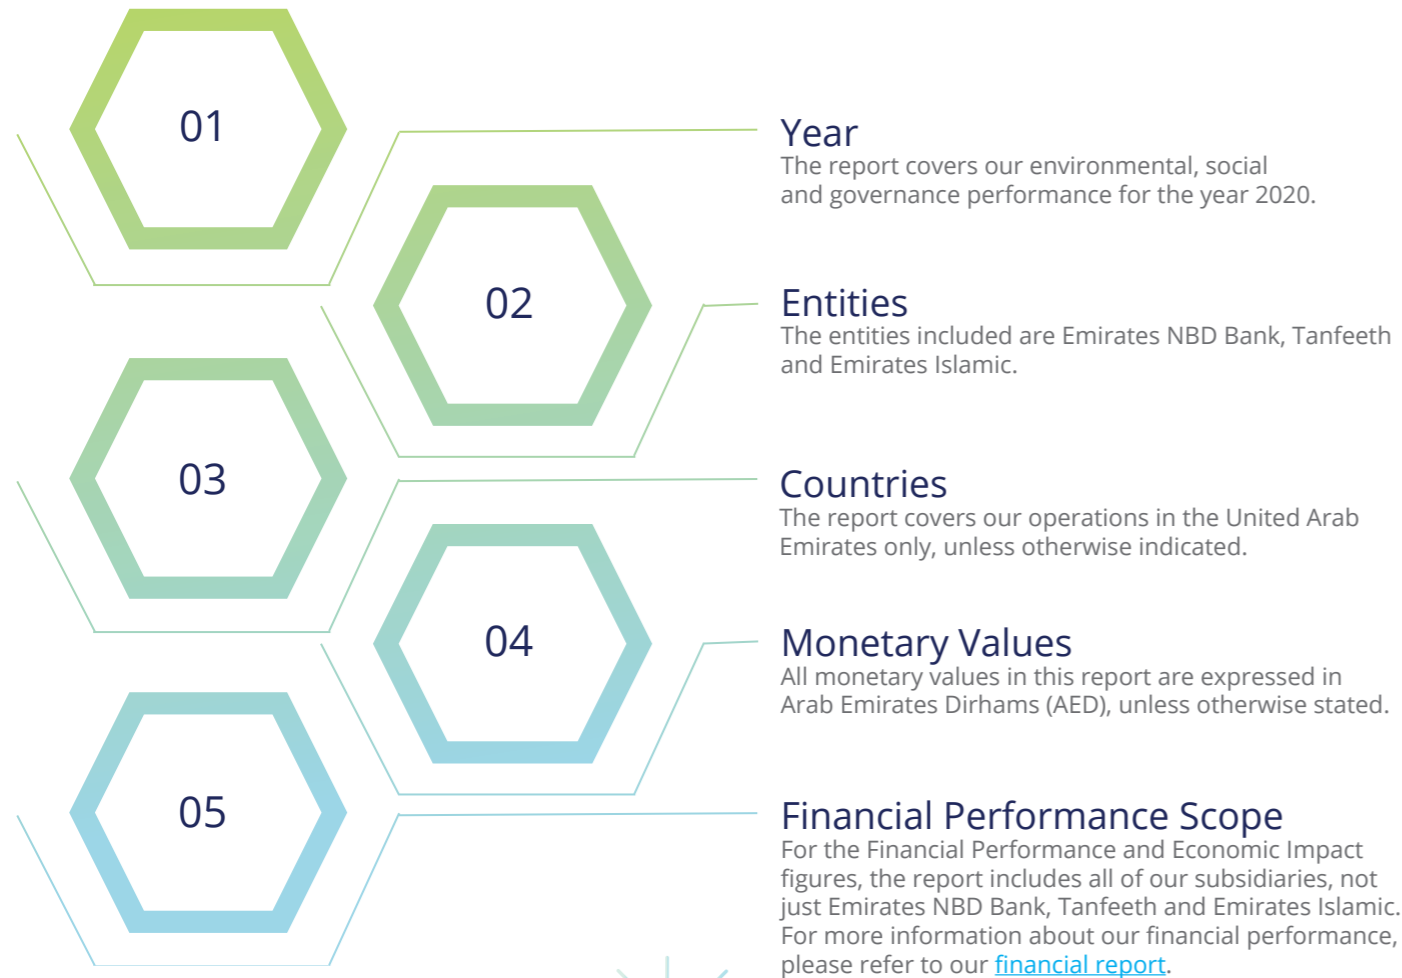 01
Year
The report covers our environmental, social
and governance performance for the year 2020.
02
Entities
The entities included are Emirates NBD Bank, Tanfeeth
and Emirates Islamic.
03
Countries
The report covers our operations in the United Arab
Emirates only, unless otherwise indicated.
04
Monetary Values
All monetary values in this report are expressed in
Arab Emirates Dirhams (AED), unless otherwise stated.
05
Financial Performance Scope
For the Financial Performance and Economic Impact
figures, the report includes all of our subsidiaries, not
just Emirates NBD Bank, Tanfeeth and Emirates Islamic.
For more information about our financial performance,
please refer to our financial report.